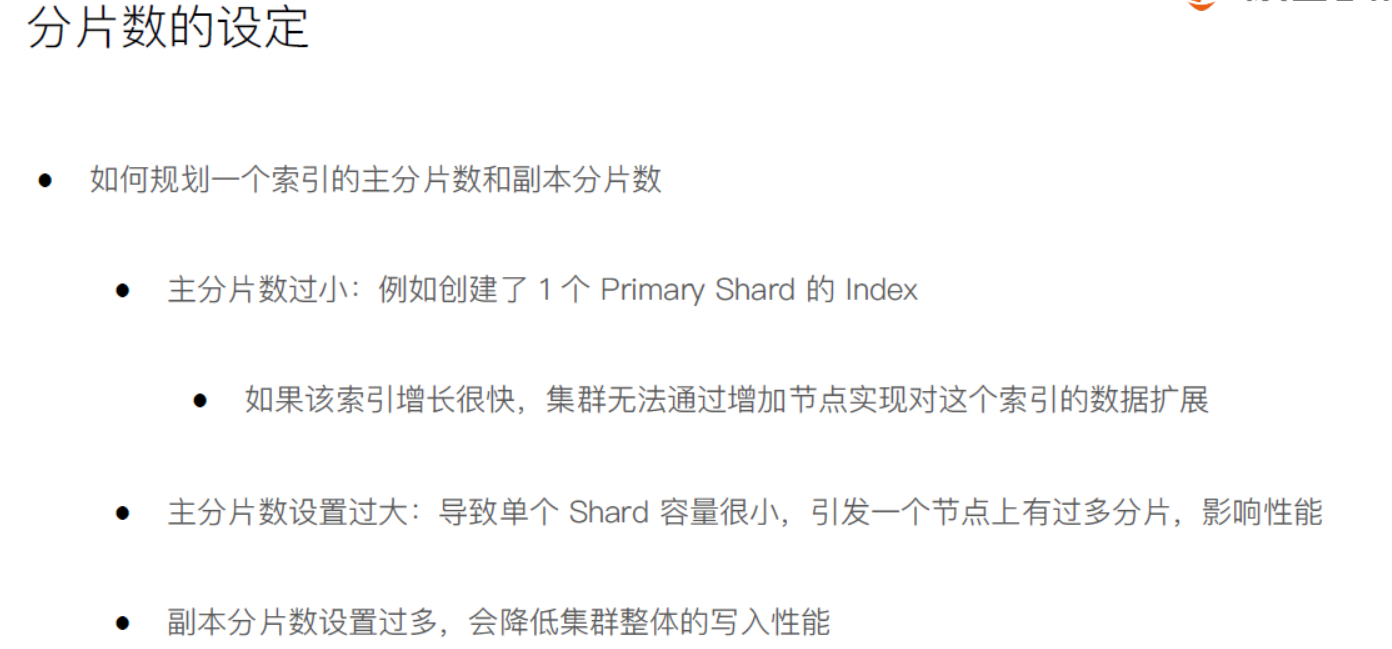 分片数的设定
如何规划一个索引的主分片数和副本分片数
主分片数过小：例如创建了 1 个 Primary Shard 的 Index
如果该索引增长很快，集群无法通过增加节点实现对这个索引的数据扩展
主分片数设置过大：导致单个 Shard 容量很小，引发一个节点上有过多分片，影响性能
副本分片数设置过多，会降低集群整体的写入性能